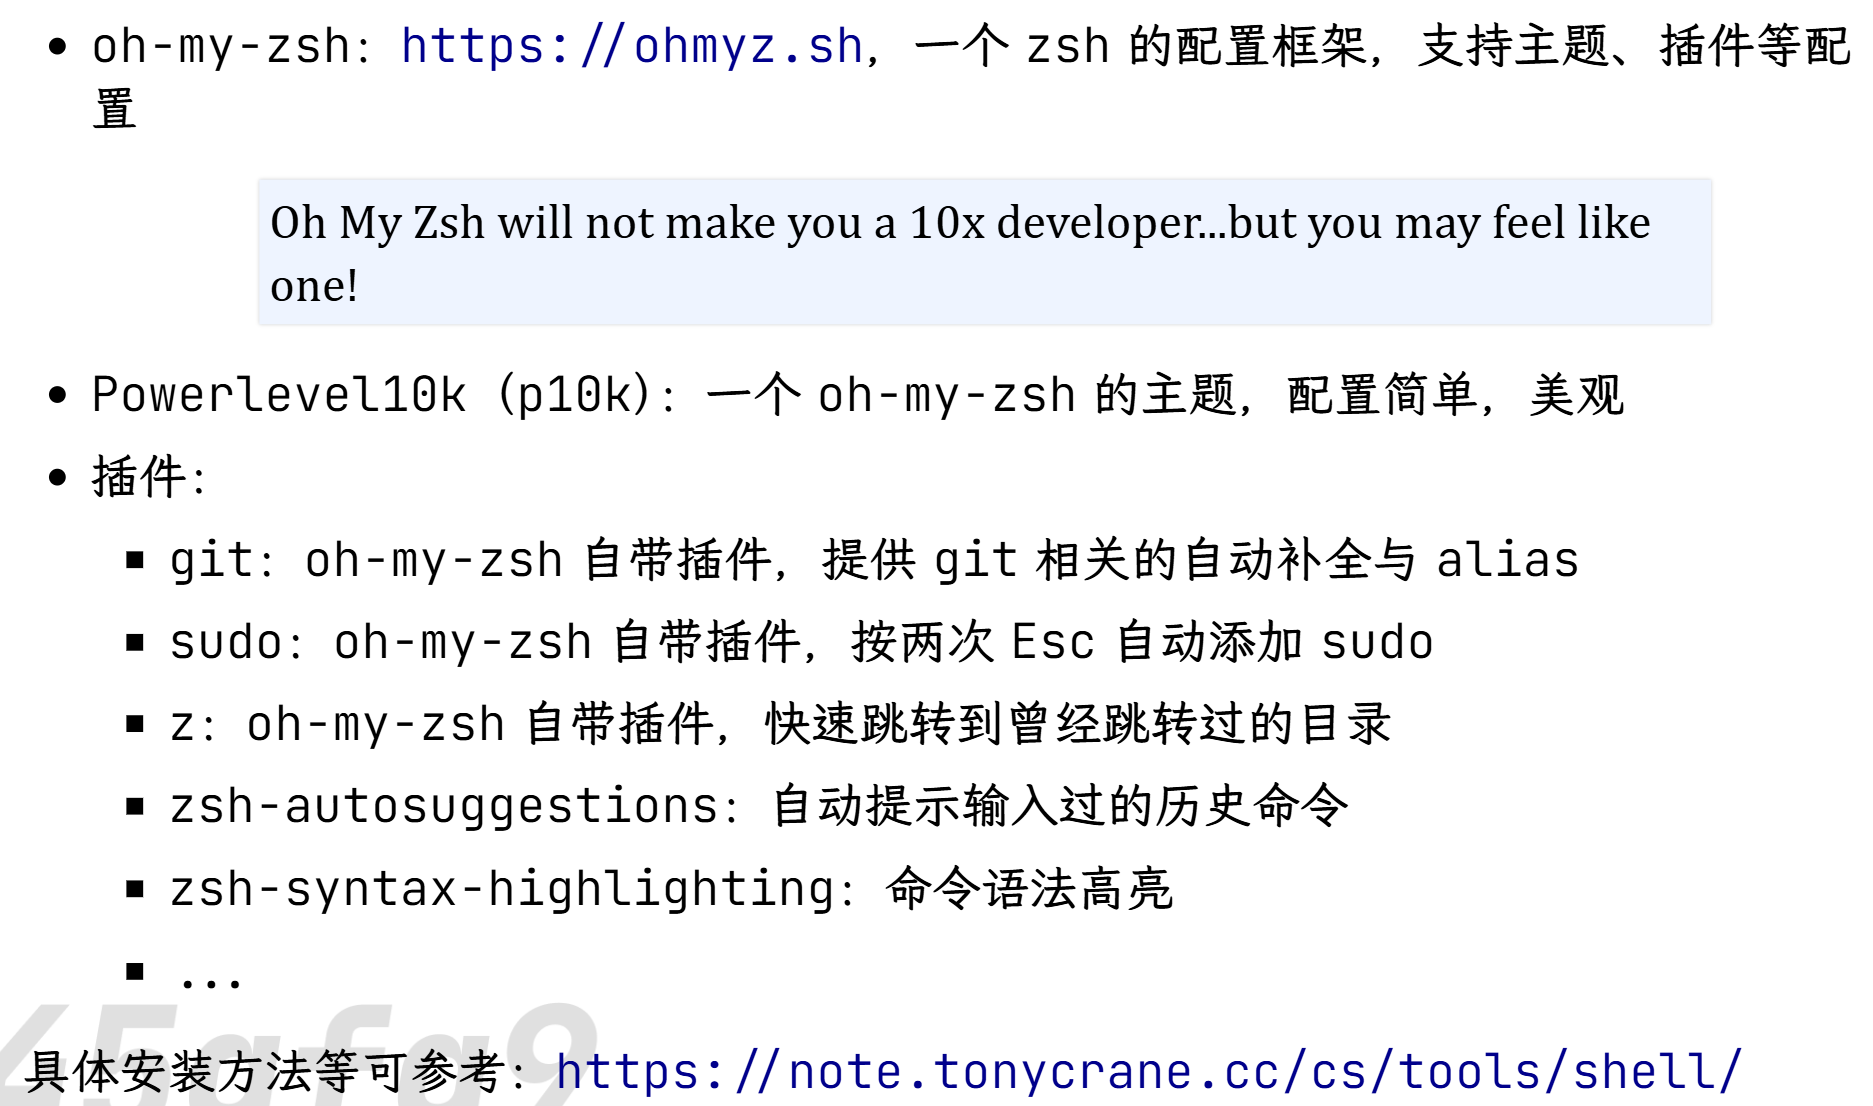 oh-my-zsh：https://ohmyz.sh，一个 zsh 的配置框架，支持主题、插件等配
置
Oh My Zsh will not make you a 10x developer...but you may feel like
one!
Powerlevel10k（p10k）：一个 oh-my-zsh 的主题，配置简单，美观
插件：
git：oh-my-zsh 自带插件，提供 git 相关的自动补全与 alias
sudo：oh-my-zsh 自带插件，按两次 Esc 自动添加 sudo
z：oh-my-zsh 自带插件，快速跳转到曾经跳转过的目录
zsh-autosuggestions：自动提示输入过的历史命令
zsh-syntax-highlighting：命令语法高亮
...
具体安装方法等可参考：https://note.tonycrane.cc/cs/tools/shell/